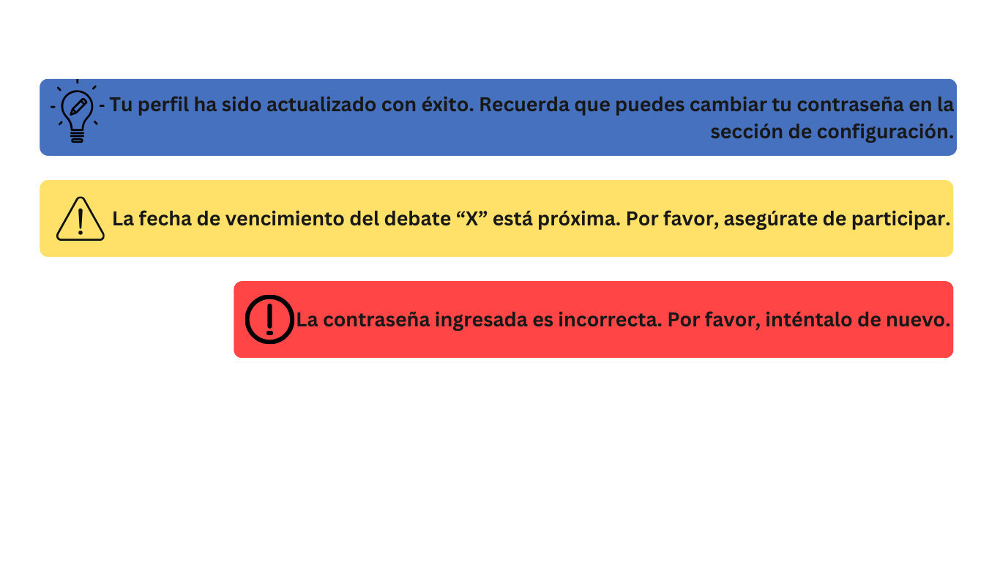 Tu perfil ha sido actualizado con éxito. Recuerda que puedes cambiar tu contraseña en la
sección de configuración.
La fecha de vencimiento del debate “X” está próxima. Por favor, asegúrate de participar.
La contraseña ingresada es incorrecta. Por favor, inténtalo de nuevo.